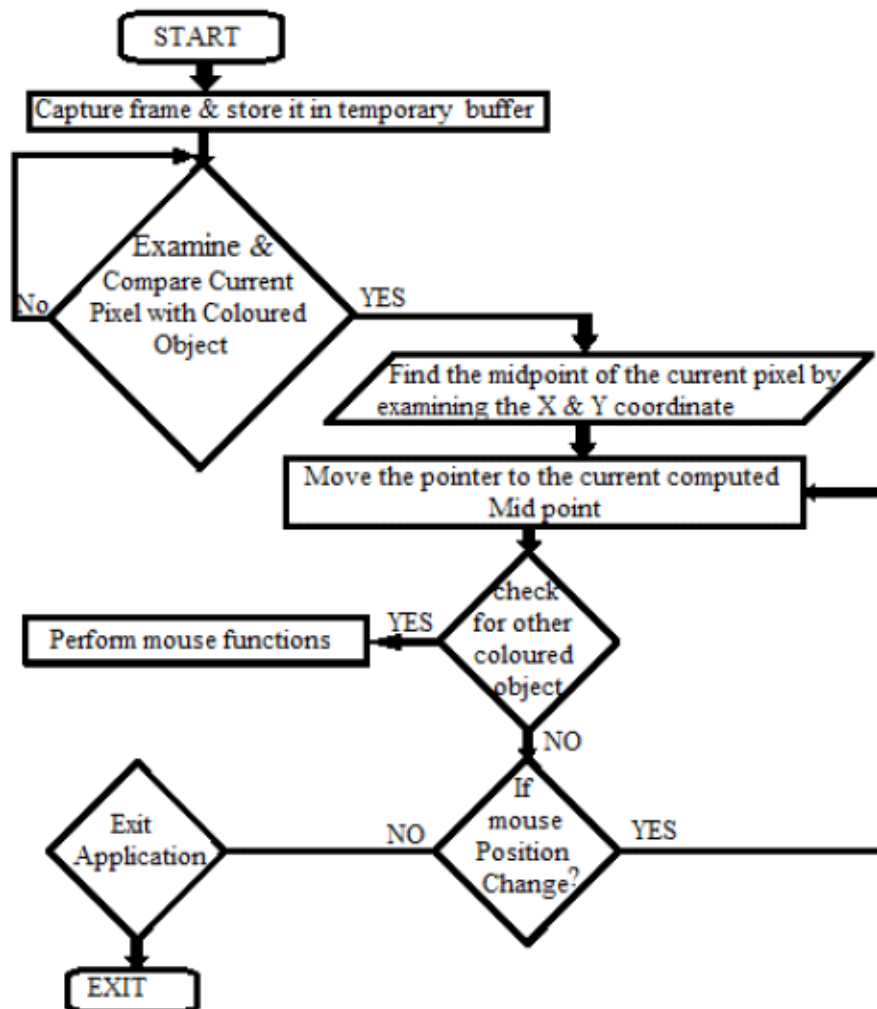 START
Capture frame & store it in temporary buffer
Examine &
Compare Current
Pixel with Coloured
Object
No
YES
Find the midpoint of the current pixel by
examining the X & Y coordinate
Move the pointer to the current computed
Mid point
check
for other
coloured
object
YES
Perform mouse functions
NO
If
mouse
Position
Change?
YES
NO
Exit
Application
EXIT